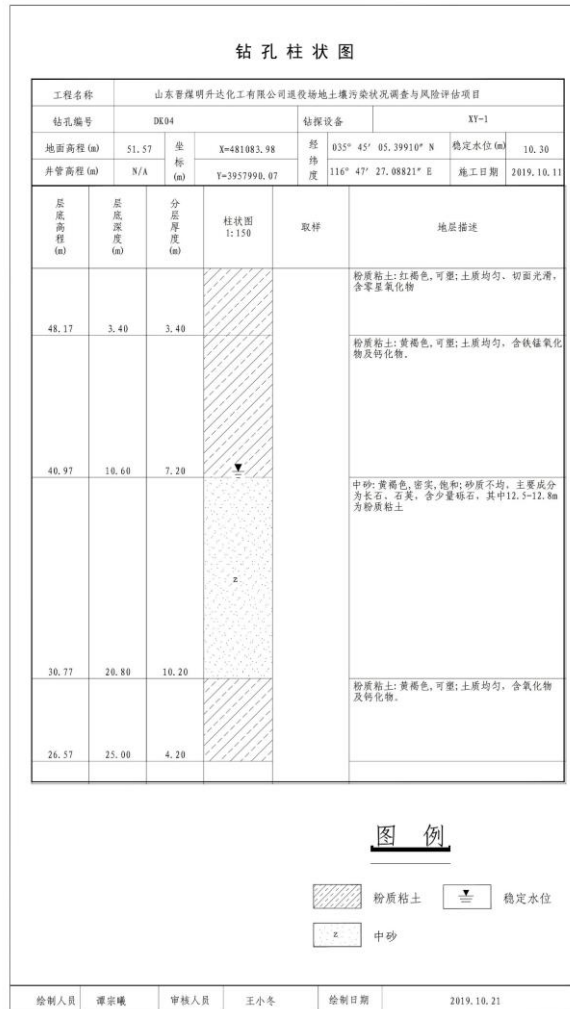 钻孔柱状图
工程名称 山东晋煤明升达化工有限公司退役场地土壤污染状况调查与风险评估项目
钻孔编号 DK04 钻探设备 XY-1
地面高程(m) 51.57 坐标(m) X=481083.98 经纬度 035° 45′ 05.39910″ N 稳定水位(m) 10.30
井管高程(m) N/A Y=3957990.07 116° 47′ 27.08821″ E 施工日期 2019.10.11
层底高程(m) 层底深度(m) 分层厚度(m) 柱状图 1:150 取样 地层描述
粉质粘土:红褐色,可塑;土质均匀、切面光滑,
含零星氧化物
48.17 3.40 3.40
粉质粘土:黄褐色,可塑;土质均匀,含铁锰氧化
物及钙化物.
40.97 10.60 7.20
中砂:黄褐色,密实,饱和;砂质不均,主要成分
为长石、石英,含少量砾石,其中12.5-12.8m
为粉质粘土
z
30.77 20.80 10.20
粉质粘土:黄褐色,可塑;土质均匀,含氧化物
及钙化物.
26.57 25.00 4.20
图 例
粉质粘土 稳定水位
z 中砂
绘制人员 谭宗曦 审核人员 王小冬 绘制日期 2019.10.21